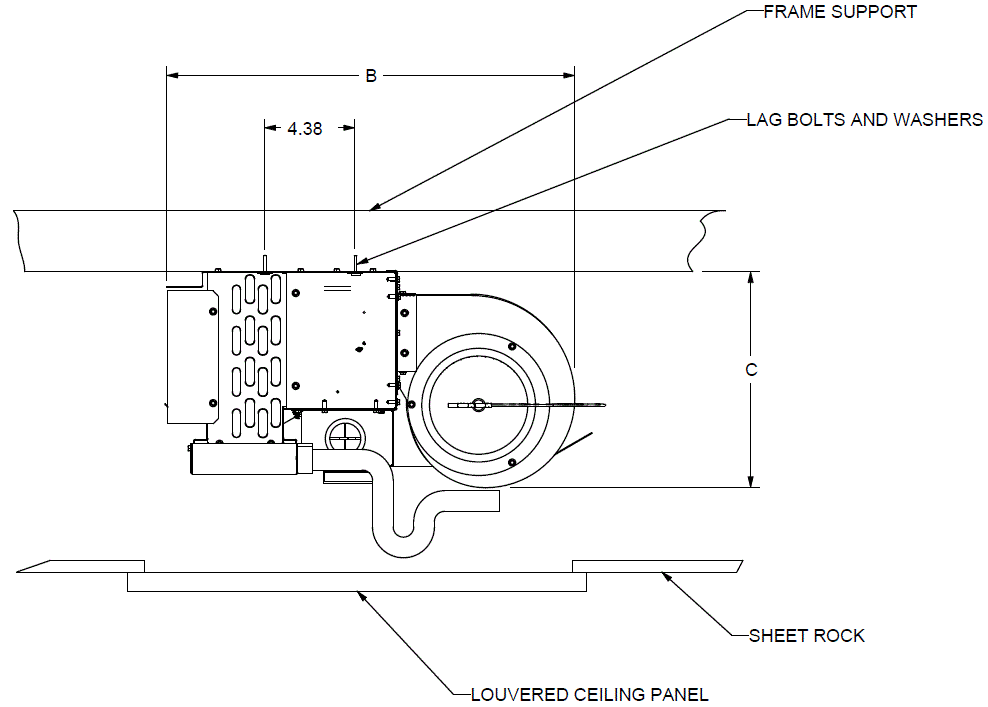 FRAME SUPPORT
B
4.38
LAG BOLTS AND WASHERS
C
SHEET ROCK
LOUVERED CEILING PANEL